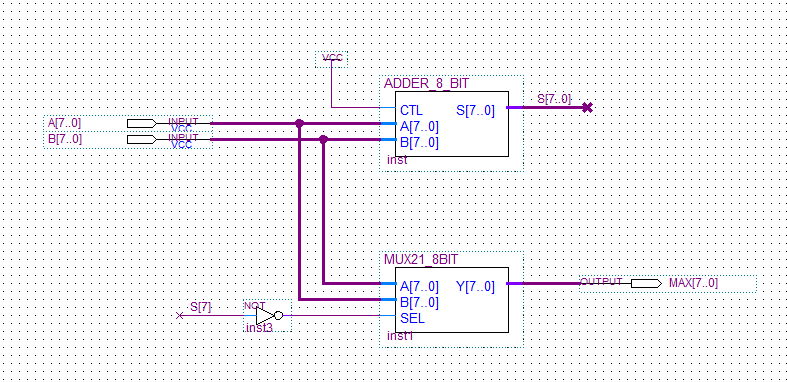 VCC
ADDER_8_BIT
CTL S[7..0]
A[7..0]
B[7..0]
inst
S[7..0]
A[7..0] INPUT
VCC
B[7..0] INPUT
VCC
MUX21_8BIT
A[7..0] Y[7..0]
B[7..0]
SEL
inst1
OUTPUT MAX[7..0]
S[7] NOT
inst3